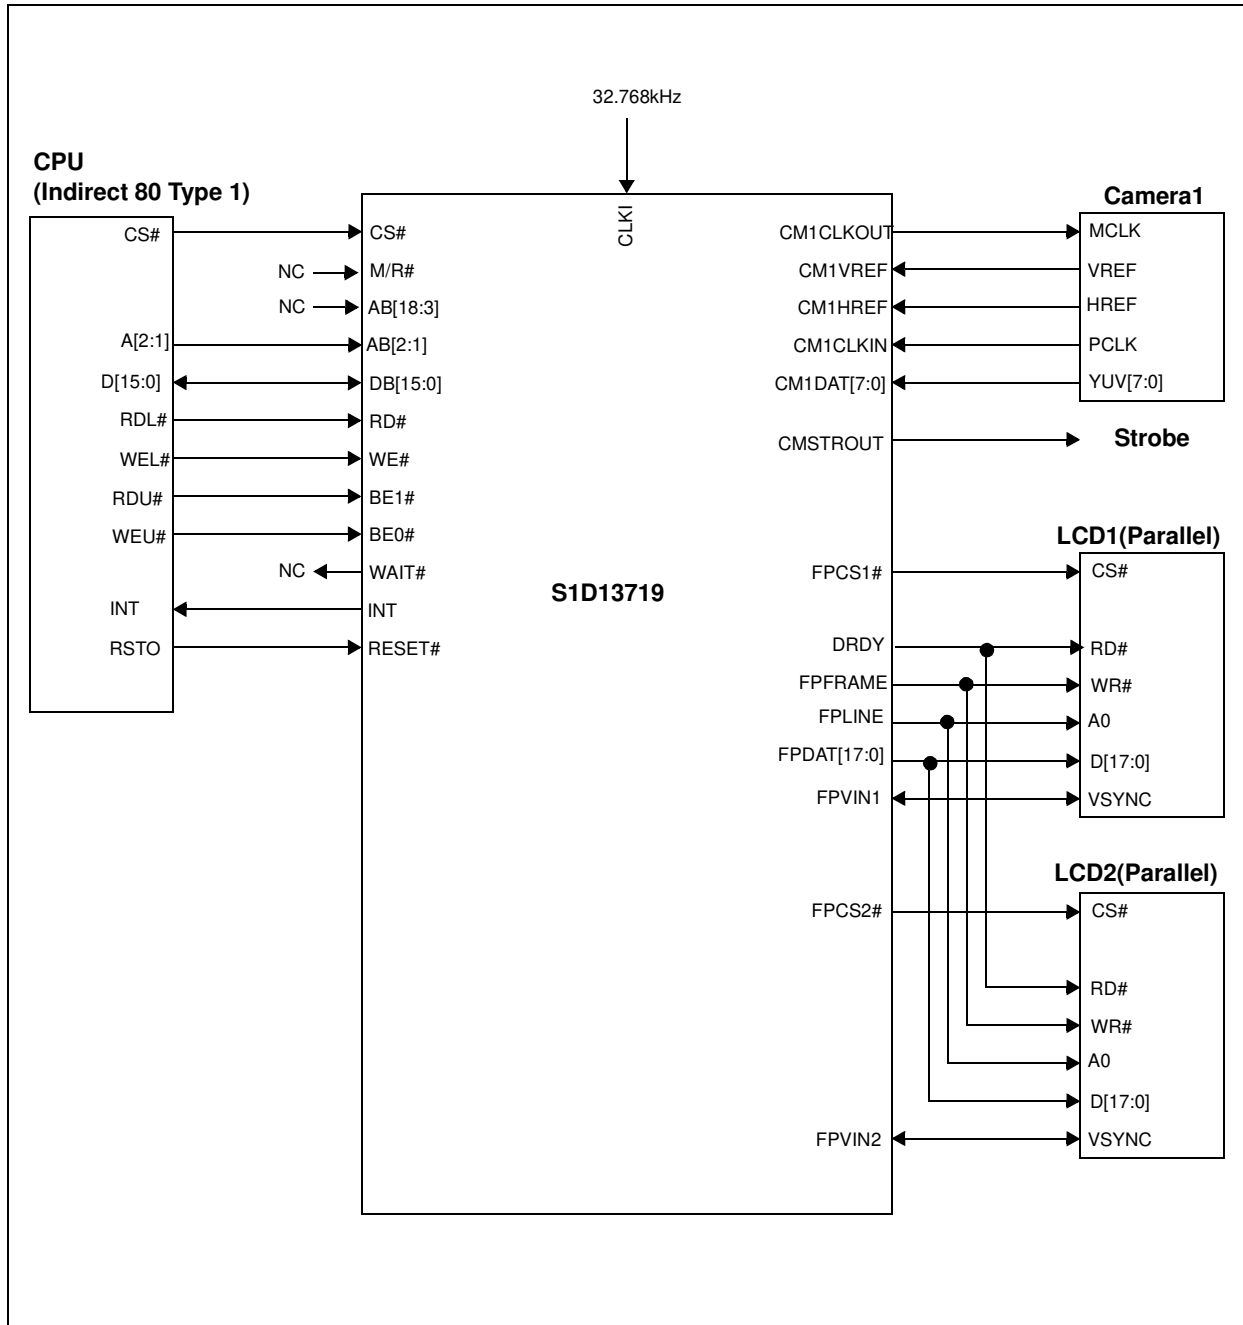 32.768kHz
CPU
(Indirect 80 Type 1)
CS#
A[2:1]
D[15:0]
RDL#
WEL#
RDU#
WEU#
INT
RSTO
NC
NC
NC
CLKI
CS#
M/R#
AB[18:3]
AB[2:1]
DB[15:0]
RD#
WE#
BE1#
BE0#
WAIT#
INT
RESET#
S1D13719
CM1CLKOUT
CM1VREF
CM1HREF
CM1CLKIN
CM1DAT[7:0]
CMSTROUT
FPCS1#
DRDY
FPFRAME
FPLINE
FPDAT[17:0]
FPVIN1
FPCS2#
FPVIN2
Camera1
MCLK
VREF
HREF
PCLK
YUV[7:0]
Strobe
LCD1(Parallel)
CS#
RD#
WR#
A0
D[17:0]
VSYNC
LCD2(Parallel)
CS#
RD#
WR#
A0
D[17:0]
VSYNC